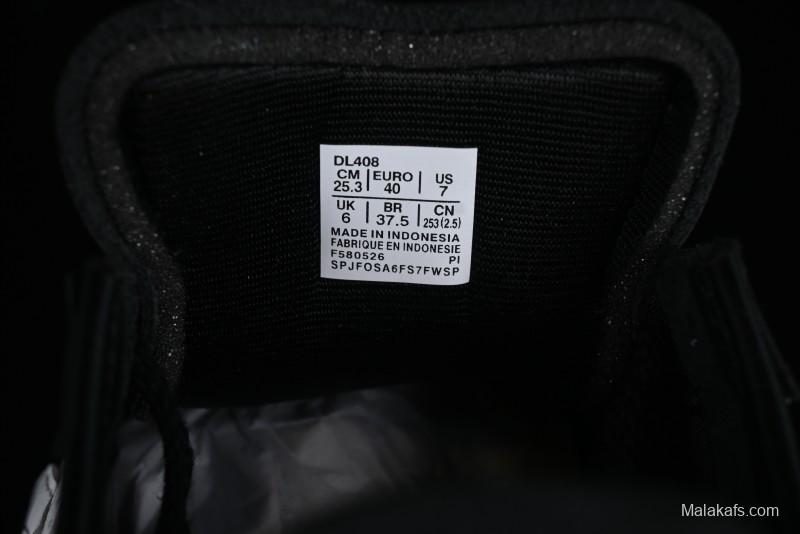 DL408
CM | EURO | US
25.3 | 40 | 7
UK | BR | CN
6 | 37.5 | 253(2.5)
MADE IN INDONESIA
FABRIQUE EN INDONESIE
F580526 PI
SPJFOSA6FS7FWSP
Malakafs.com